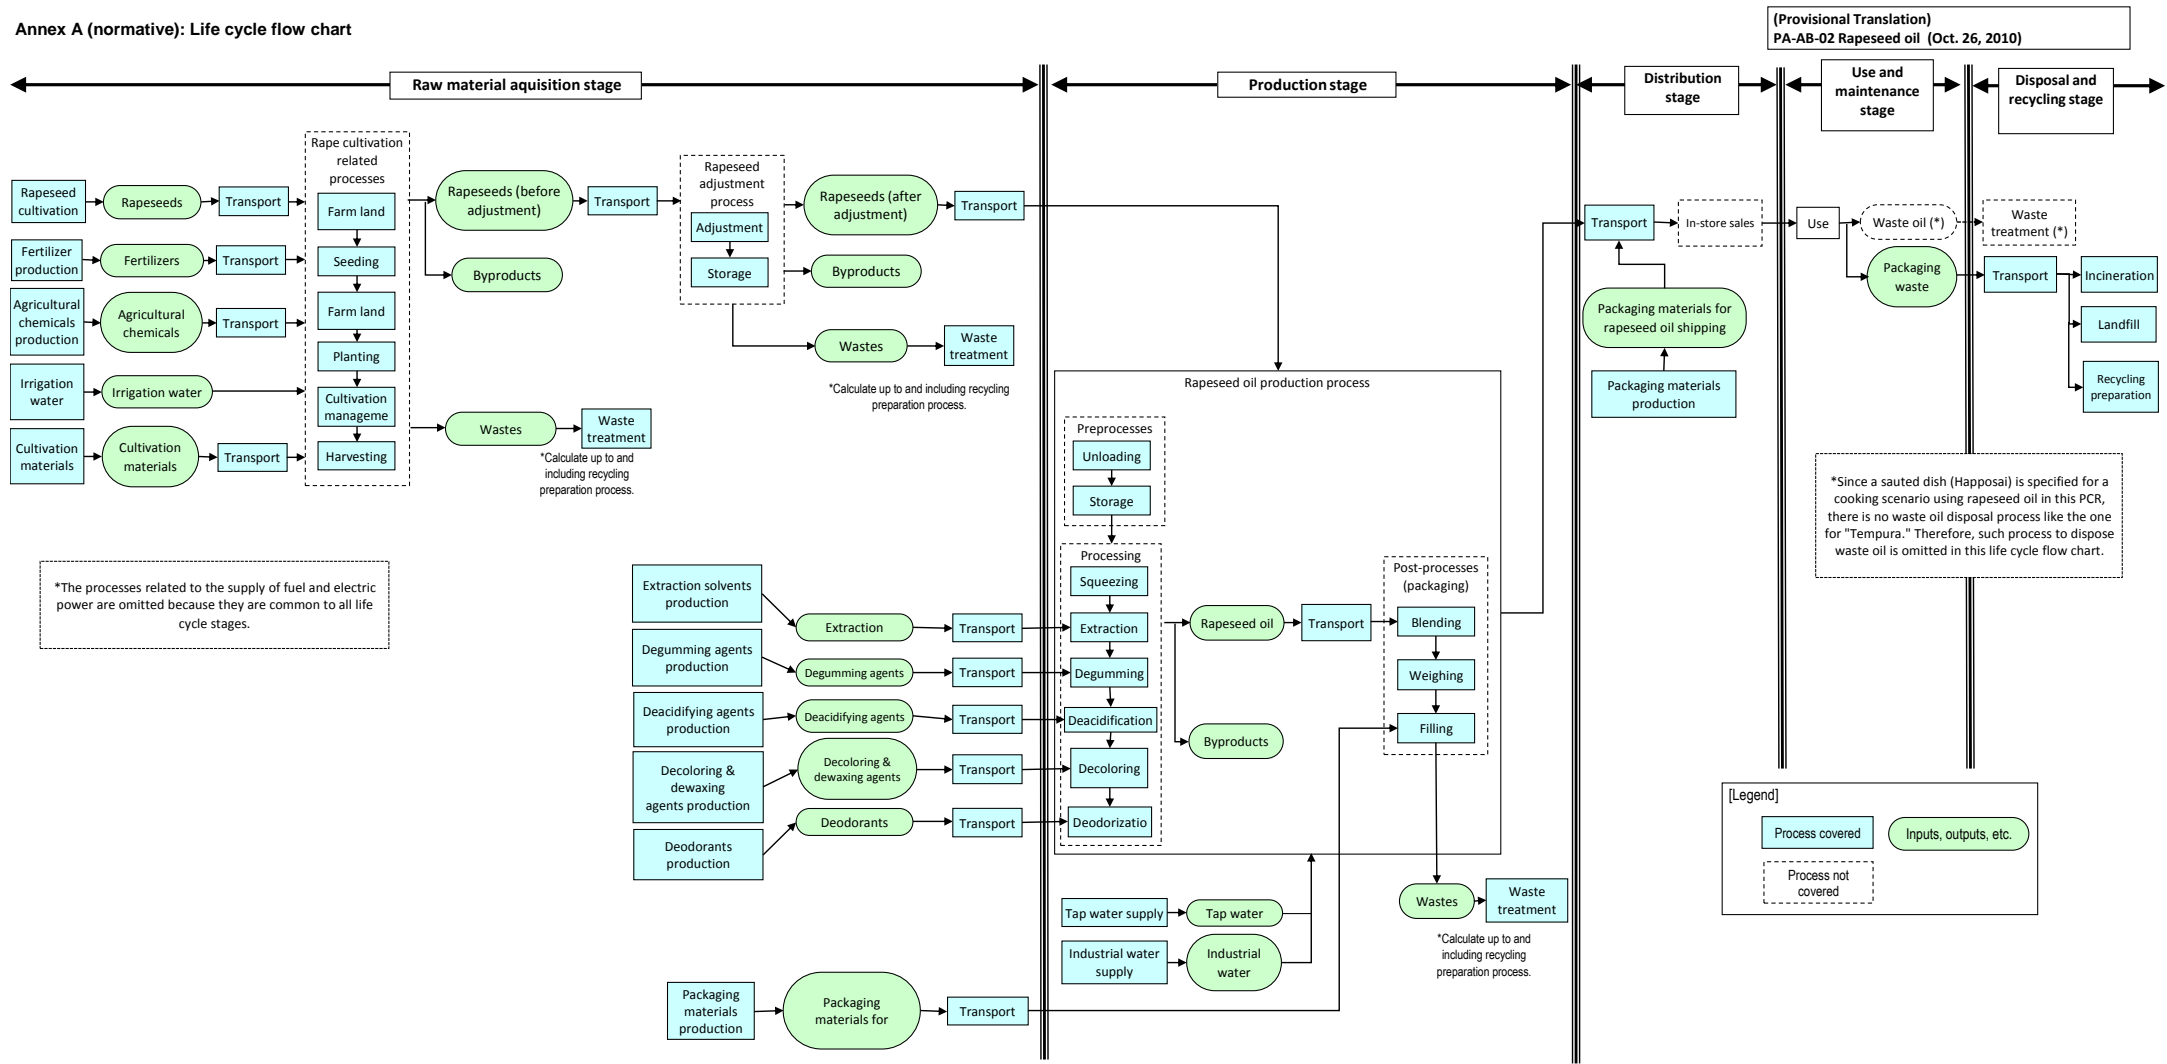 Annex A (normative): Life cycle flow chart
(Provisional Translation)
PA-AB-02 Rapeseed oil (Oct. 26, 2010)
Raw material aquisition stage
Production stage
Distribution
stage
Use and
maintenance
stage
Disposal and
recycling stage
Rape cultivation
related
processes
Rapeseed
cultivation
Rapeseeds
Transport
Farm land
Rapeseeds (before
adjustment)
Transport
Rapeseed
adjustment
process
Adjustment
Storage
Rapeseeds (after
adjustment)
Transport
Fertilizer
production
Fertilizers
Transport
Seeding
Byproducts
Byproducts
Agricultural
chemicals
production
Agricultural
chemicals
Transport
Farm land
Planting
Wastes
Waste
treatment
*Calculate up to and including recycling
preparation process.
Irrigation
water
Irrigation water
Cultivation
manageme
Cultivation
materials
Cultivation
materials
Transport
Harvesting
Wastes
Waste
treatment
*Calculate up to and
including recycling
preparation process.
*The processes related to the supply of fuel and electric
power are omitted because they are common to all life
cycle stages.
Extraction solvents
production
Extraction
Transport
Degumming agents
production
Degumming agents
Transport
Deacidifying agents
production
Deacidifying agents
Transport
Decoloring &
dewaxing
agents production
Decoloring &
dewaxing agents
Transport
Deodorants
production
Deodorants
Transport
Packaging
materials
production
Packaging
materials for
Transport
Rapeseed oil production process
Preprocesses
Unloading
Storage
Processing
Squeezing
Extraction
Degumming
Deacidification
Decoloring
Deodorizatio
Rapeseed oil
Transport
Byproducts
Post-processes
(packaging)
Blending
Weighing
Filling
Tap water supply
Tap water
Industrial water
supply
Industrial
water
Wastes
Waste
treatment
*Calculate up to and
including recycling
preparation process.
Transport
In-store sales
Packaging materials for
rapeseed oil shipping
Packaging materials
production
Use
Waste oil (*)
Waste
treatment (*)
Packaging
waste
Transport
Incineration
Landfill
Recycling
preparation
*Since a sauted dish (Happosai) is specified for a
cooking scenario using rapeseed oil in this PCR,
there is no waste oil disposal process like the one
for "Tempura." Therefore, such process to dispose
waste oil is omitted in this life cycle flow chart.
[Legend]
Process covered
Inputs, outputs, etc.
Process not
covered